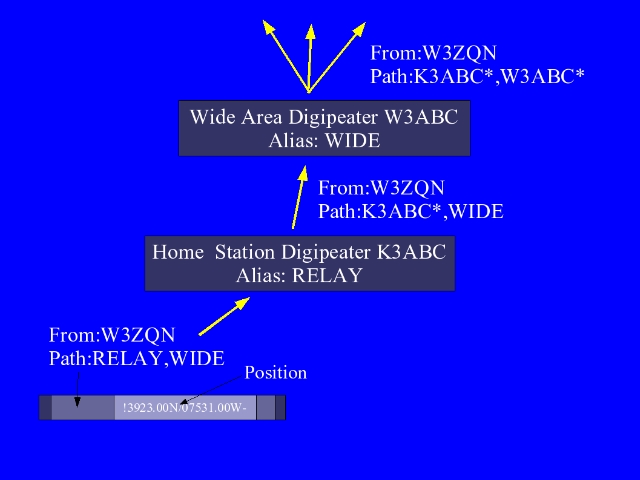 From:W3ZQN
Path:K3ABC*,W3ABC*
Wide Area Digipeater W3ABC
Alias: WIDE
From:W3ZQN
Path:K3ABC*,WIDE
Home Station Digipeater K3ABC
Alias: RELAY
From:W3ZQN
Path:RELAY,WIDE
Position
!3923.00N/07531.00W-